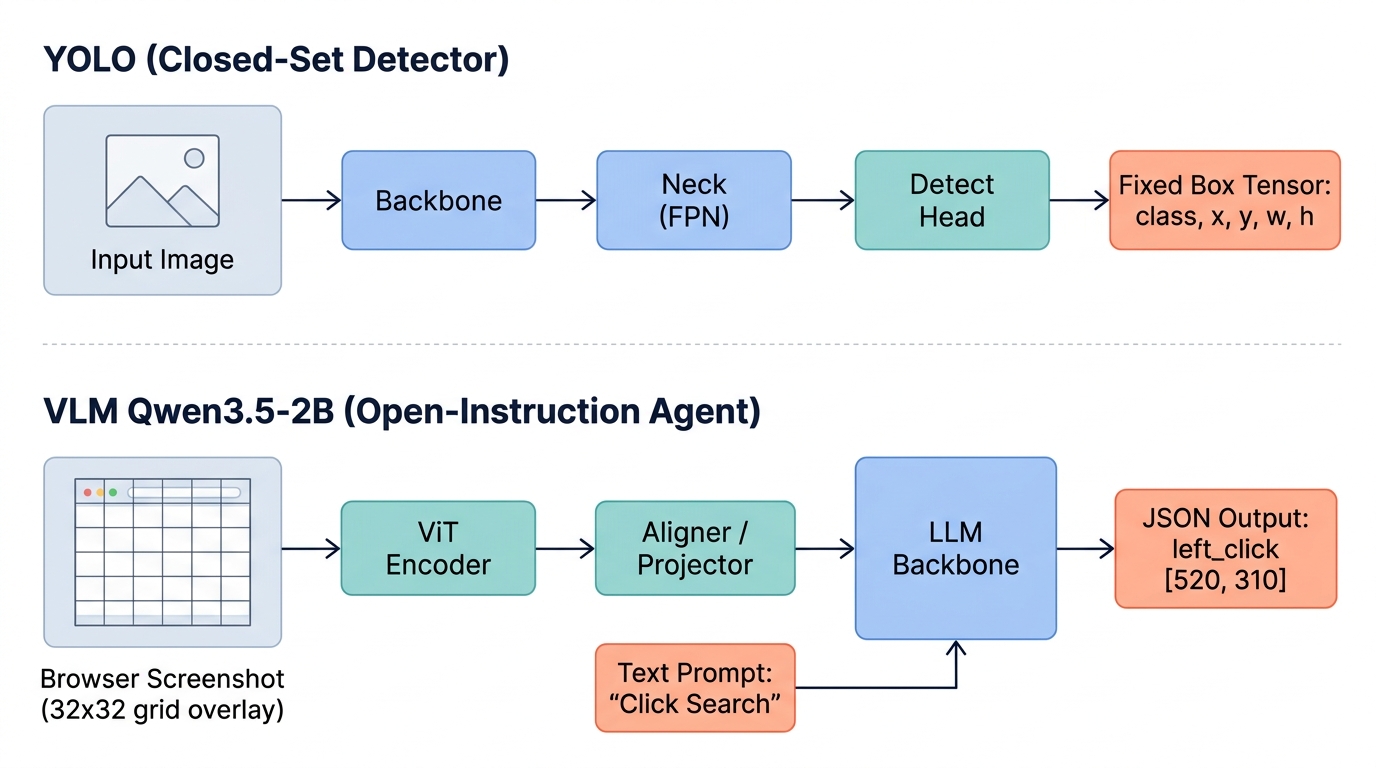 YOLO (Closed-Set Detector)
Input Image
Backbone
Neck
(FPN)
Detect
Head
Fixed Box Tensor:
class, x, y, w, h
VLM Qwen3.5-2B (Open-Instruction Agent)
Browser Screenshot
(32x32 grid overlay)
ViT
Encoder
Aligner /
Projector
Text Prompt:
“Click Search”
LLM
Backbone
JSON Output:
left_click
[520, 310]